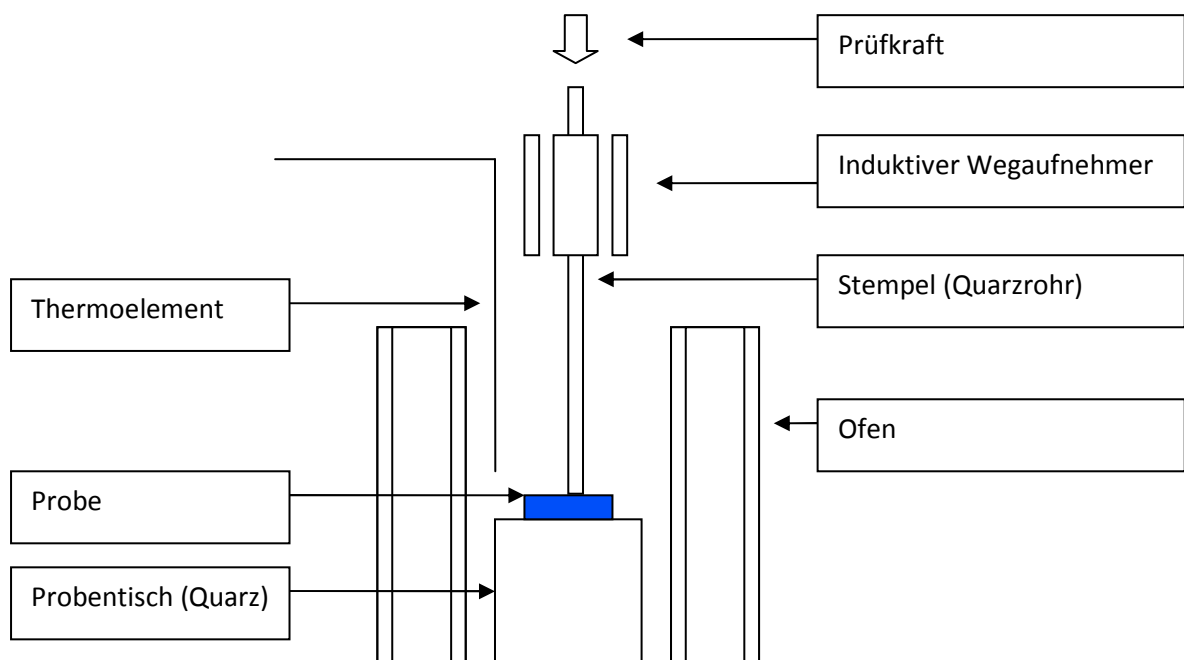 Prüfkraft
Induktiver Wegaufnehmer
Stempel (Quarzrohr)
Thermoelement
Ofen
Probe
Probentisch (Quarz)